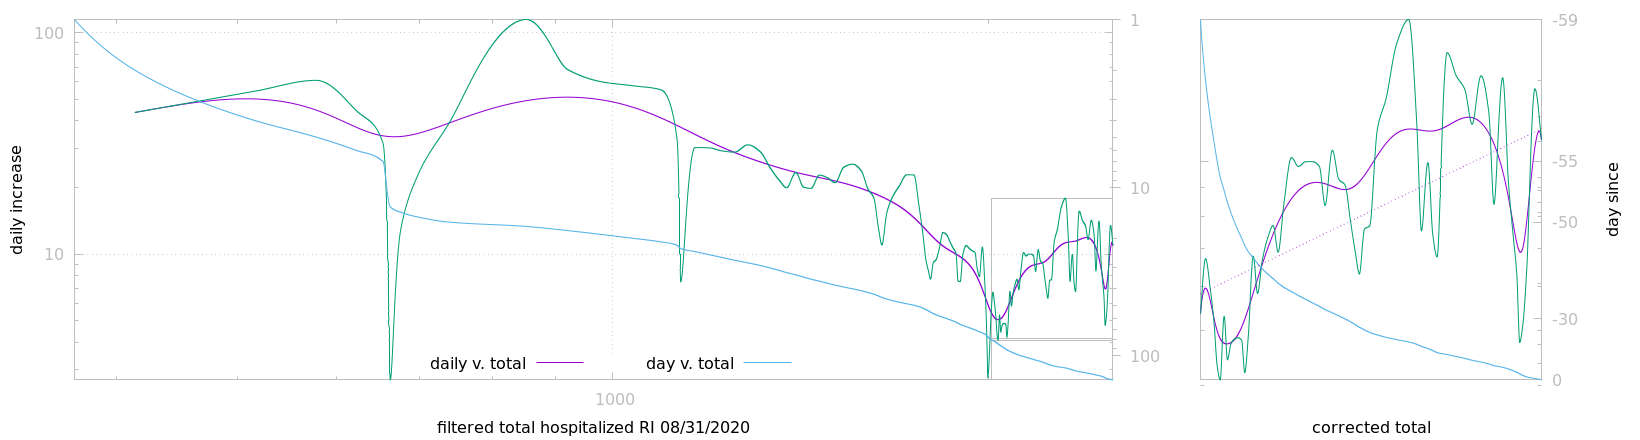 100
10
daily increase
1
10
100
daily v. total
day v. total
1000
filtered total hospitalized RI 08/31/2020
-59
-55
-50
-30
0
day since
corrected total